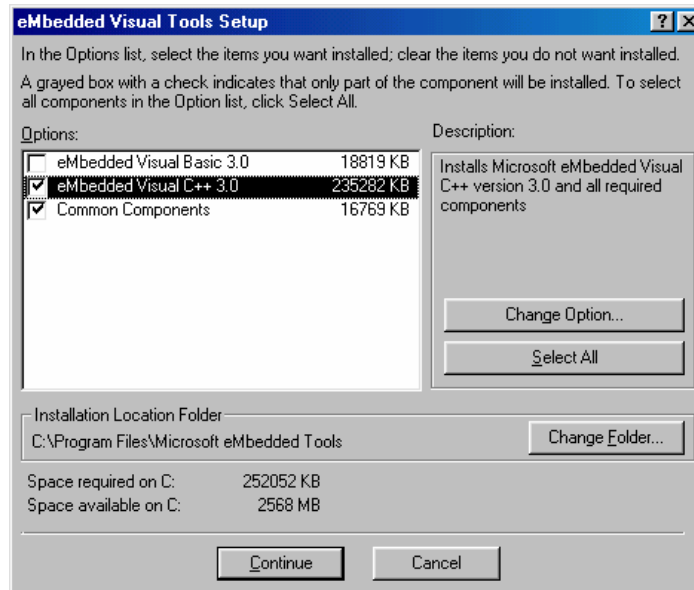 eMbedded Visual Tools Setup
In the Options list, select the items you want installed; clear the items you do not want installed.
A grayed box with a check indicates that only part of the component will be installed. To select
all components in the Option list, click Select All.
Options:
eMbedded Visual Basic 3.0 18819 KB
eMbedded Visual C++ 3.0 235282 KB
Common Components 16769 KB
Description:
Installs Microsoft eMbedded Visual
C++ version 3.0 and all required
components
Change Option...
Select All
Installation Location Folder
C:\Program Files\Microsoft eMbedded Tools
Change Folder...
Space required on C: 252052 KB
Space available on C: 2568 MB
Continue
Cancel